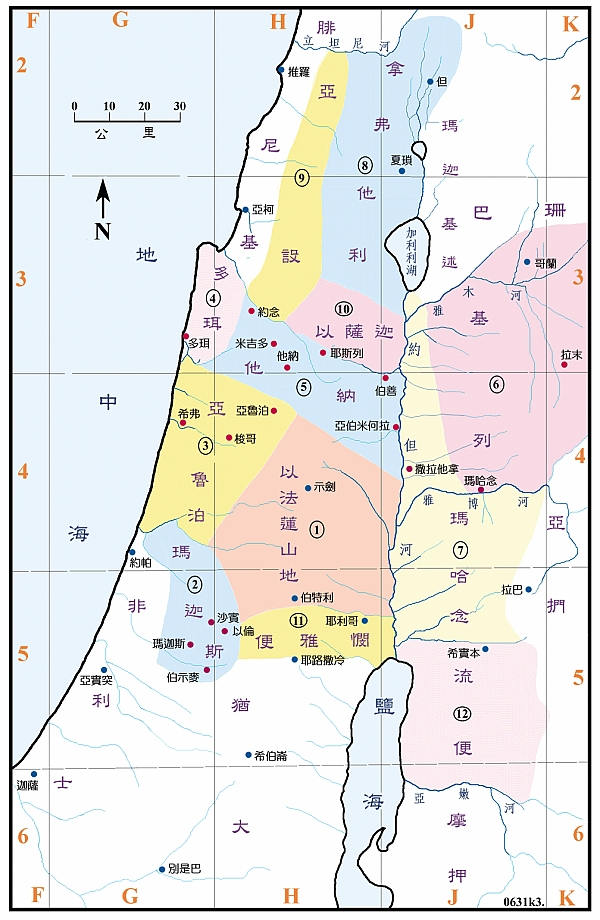 F G H J K
2
腓
立坦尼河
拿
亞
推羅
但
0 10 20 30
公里
弗
瑪
尼
夏瑣
迦
⑧
⑨
他
N
亞柯
巴
珊
基
地
基
加利利湖
設
利
述
哥蘭
3
多
④
珥
約念
⑩
以薩迦
雅木河
基
多珥
米吉多
他納
耶斯列
約
拉末
他
⑤
納
伯善
⑥
中
希弗
亞
亞魯泊
亞伯米何拉
梭哥
③
但
列
4
魯
以
法
蓮
山
地
示劍
撒拉他拿
瑪哈念
泊
①
雅博河
瑪
亞
海
約帕
瑪
河
⑦
②
哈
拉巴
捫
非
迦
伯特利
念
沙賓
以倫
⑪
耶利哥
便雅憫
瑪迦斯
斯
希實本
5
亞實突
伯示麥
耶路撒冷
流
利
猶
鹽
⑫
希伯崙
便
迦薩
士
海
亞嫩河
大
摩
6
別是巴
押
0631k3.
F G H J K
2
3
4
5
6